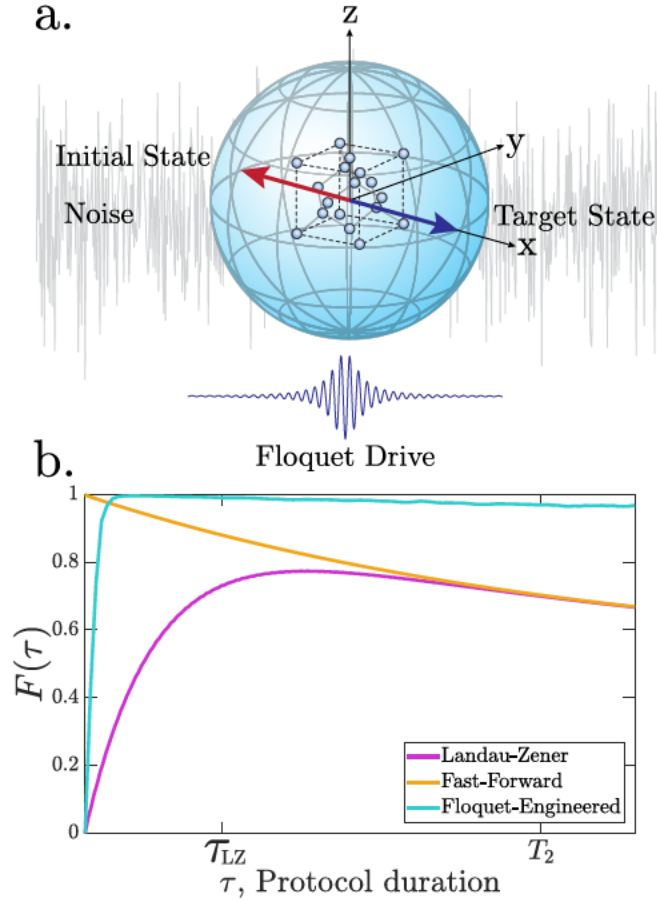 a.
z
y
Initial State
Noise
Target State
x
Floquet Drive
b.
1
0.8
0.6
0.4
0.2
0
F(τ)
Landau-Zener
Fast-Forward
Floquet-Engineered
τ_LZ
T₂
τ, Protocol duration